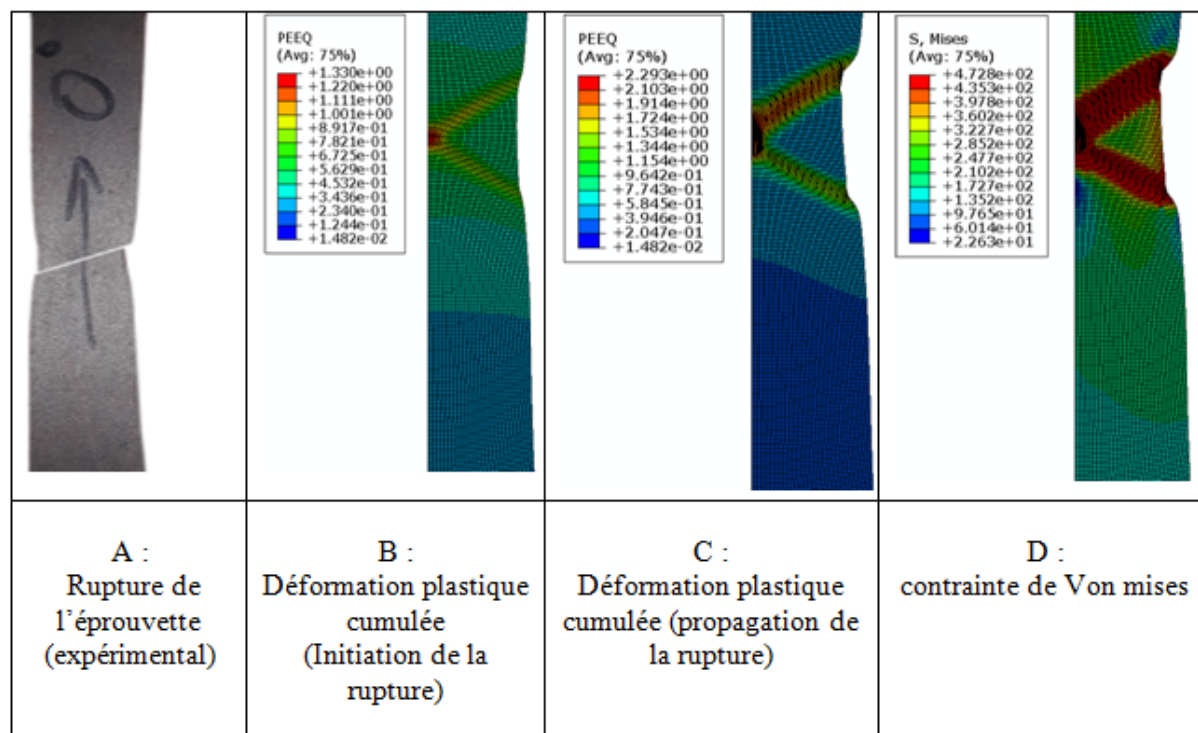 PEEQ
(Avg: 75%)
+1.330e+00
+1.220e+00
+1.111e+00
+1.001e+00
+8.917e-01
+7.821e-01
+6.725e-01
+5.629e-01
+4.532e-01
+3.436e-01
+2.340e-01
+1.244e-01
+1.482e-02
PEEQ
(Avg: 75%)
+2.293e+00
+2.103e+00
+1.914e+00
+1.724e+00
+1.534e+00
+1.344e+00
+1.154e+00
+9.642e-01
+7.743e-01
+5.845e-01
+3.946e-01
+2.047e-01
+1.482e-02
S, Mises
(Avg: 75%)
+4.728e+02
+4.353e+02
+3.978e+02
+3.602e+02
+3.227e+02
+2.852e+02
+2.477e+02
+2.102e+02
+1.727e+02
+1.352e+02
+9.765e+01
+6.014e+01
+2.263e+01
A :
Rupture de
l'éprouvette
(expérimental)
B :
Déformation plastique
cumulée
(Initiation de la
rupture)
C :
Déformation plastique
cumulée (propagation de
la rupture)
D :
contrainte de Von mises